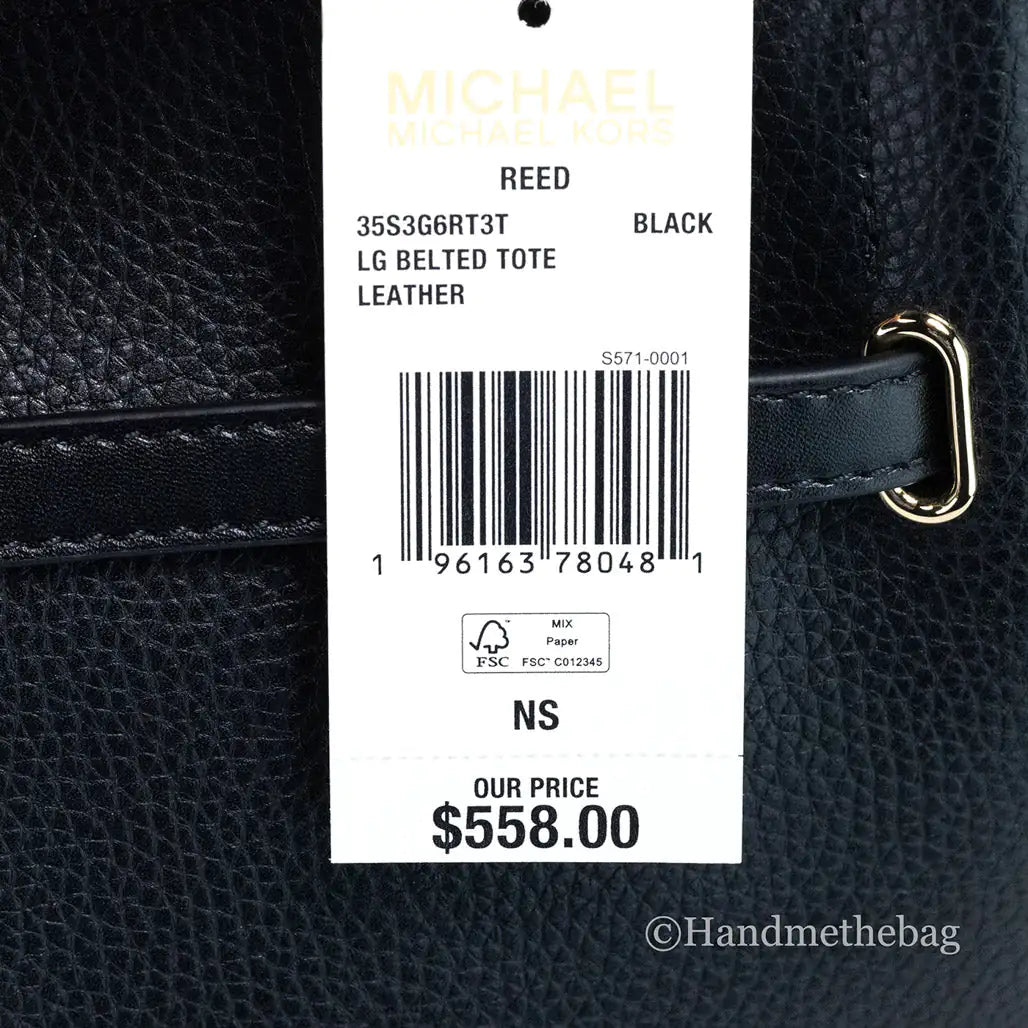 MICHAEL
MICHAEL KORS
REED
35S3G6RT3T BLACK
LG BELTED TOTE
LEATHER
S571-0001
1 96163 78048 1
MIX
Paper
FSC FSC™ C012345
NS
OUR PRICE
$558.00
©Handmethebag